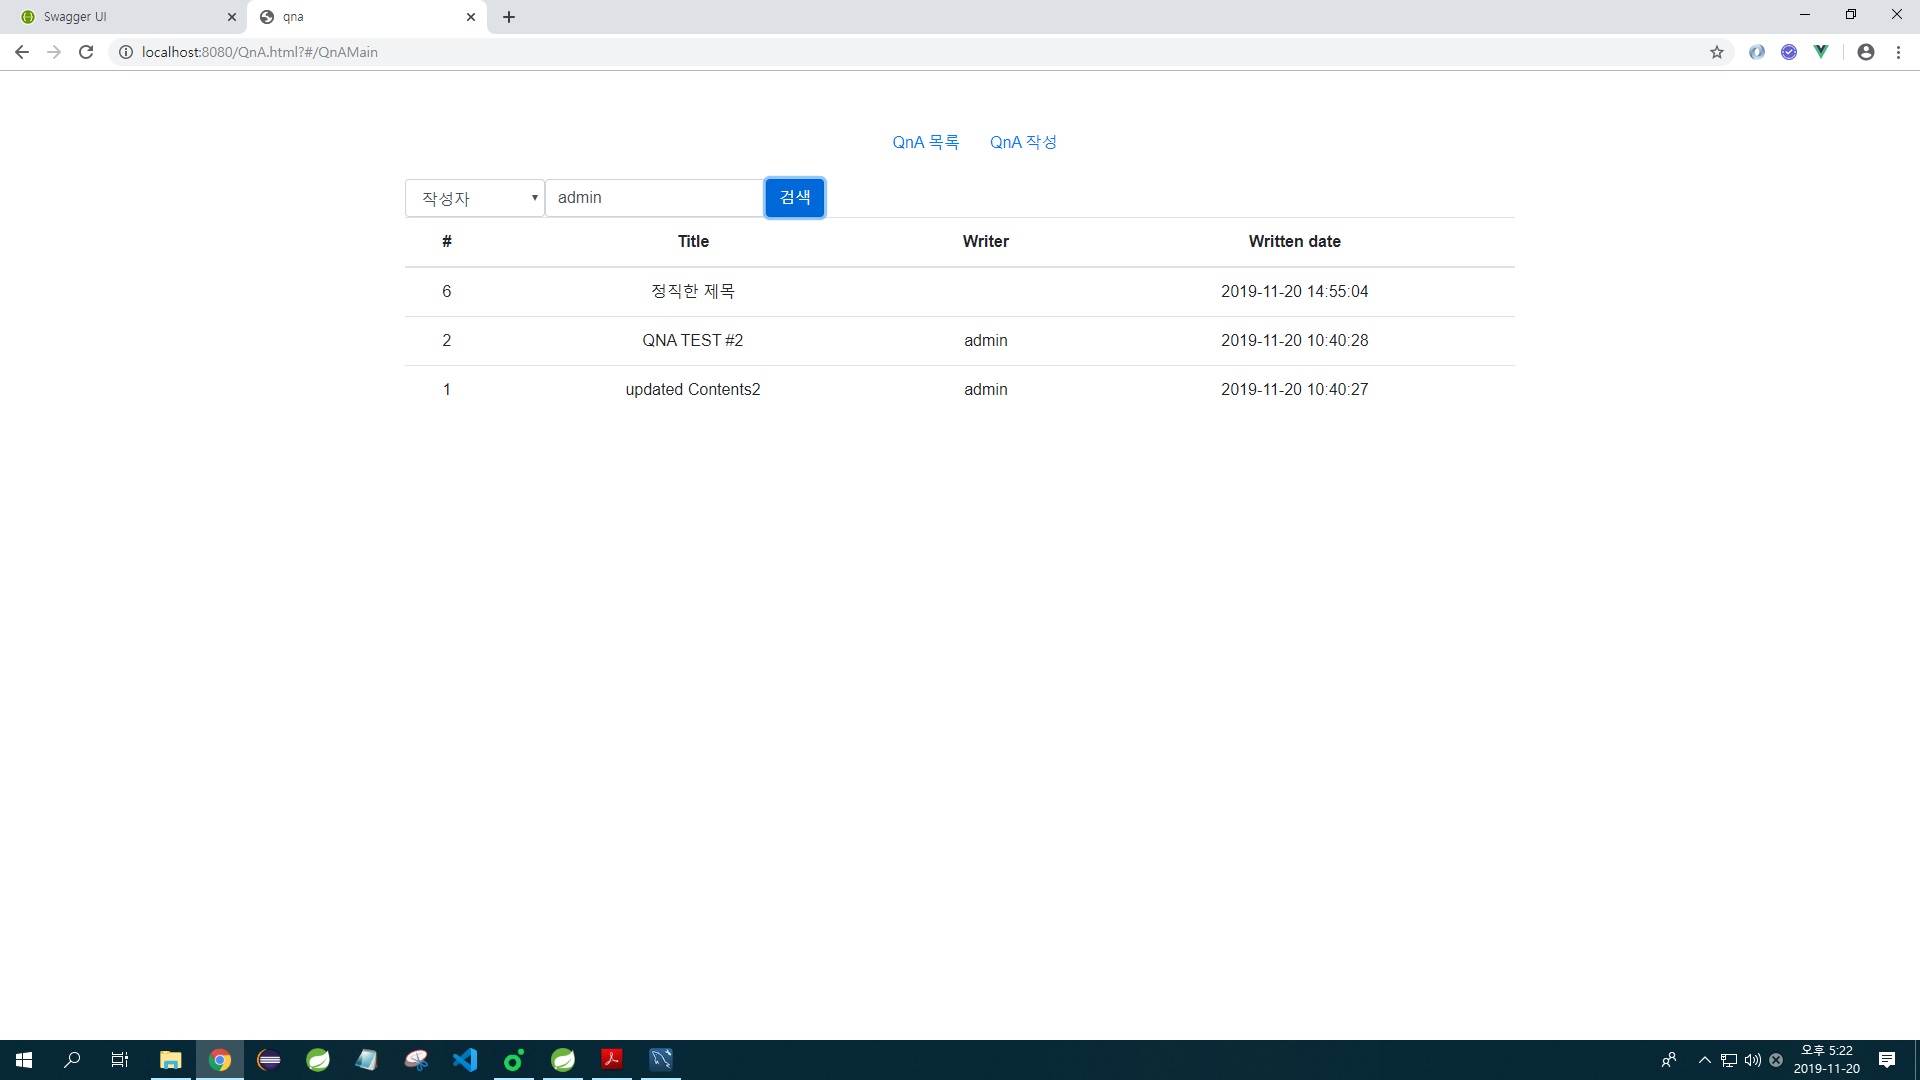 Swagger UI
qna
localhost:8080/QnA.html?#/QnAMain
QnA 목록 QnA 작성
작성자 admin 검색
# Title Writer Written date
6 정직한 제목 2019-11-20 14:55:04
2 QNA TEST #2 admin 2019-11-20 10:40:28
1 updated Contents2 admin 2019-11-20 10:40:27
오후 5:22
2019-11-20